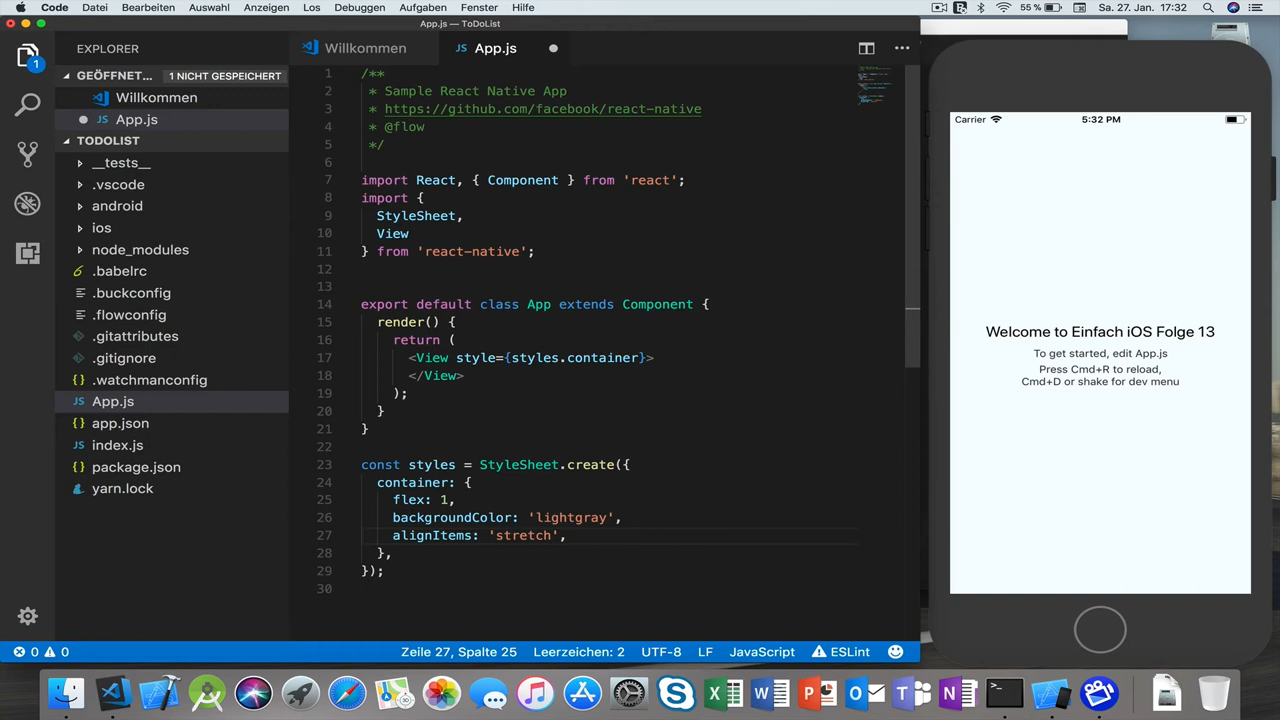 Code Datei Bearbeiten Auswahl Anzeigen Los Debuggen Aufgaben Fenster Hilfe
55 % Sa. 27. Jan. 17:32
App.js — ToDoList
EXPLORER
GEÖFFNET... 1 NICHT GESPEICHERT
Willkommen
App.js
TODOLIST
__tests__
.vscode
android
ios
node_modules
.babelrc
.buckconfig
.flowconfig
.gitattributes
.gitignore
.watchmanconfig
App.js
app.json
index.js
package.json
yarn.lock
1
Willkommen
App.js
1 /**
2 * Sample React Native App
3 * https://github.com/facebook/react-native
4 * @flow
5 */
6
7 import React, { Component } from 'react';
8 import {
9 StyleSheet,
10 View
11 } from 'react-native';
12
13
14 export default class App extends Component {
15 render() {
16 return (
17 <View style={styles.container}>
18 </View>
19 );
20 }
21 }
22
23 const styles = StyleSheet.create({
24 container: {
25 flex: 1,
26 backgroundColor: 'lightgray',
27 alignItems: 'stretch',
28 },
29 });
30
0 0 Zeile 27, Spalte 25 Leerzeichen: 2 UTF-8 LF JavaScript ESLint
Carrier 5:32 PM
Welcome to Einfach iOS Folge 13
To get started, edit App.js
Press Cmd+R to reload,
Cmd+D or shake for dev menu